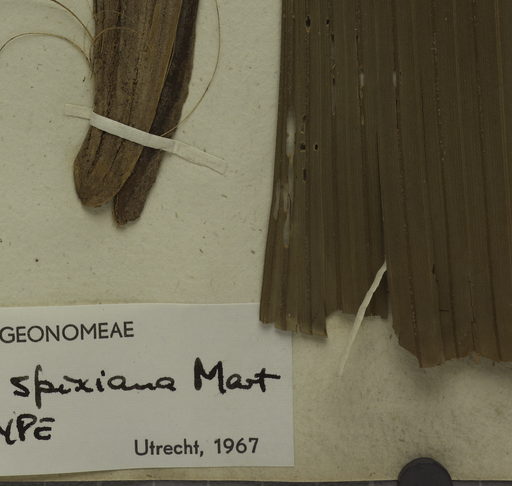 GEONOMEAE
spixiana Mart
YPE
Utrecht, 1967